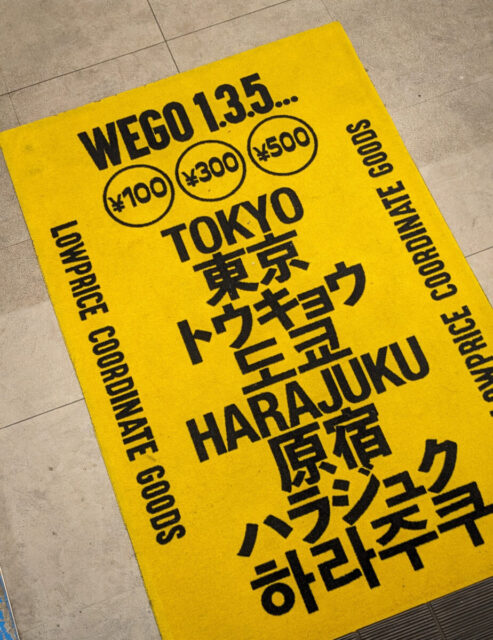 WEGO 1.3.5...
¥100 ¥300 ¥500
TOKYO
東京
トウキョウ
도쿄
HARAJUKU
原宿
ハラジュク
하라주쿠
LOWPRICE COORDINATE GOODS
LOWPRICE COORDINATE GOODS